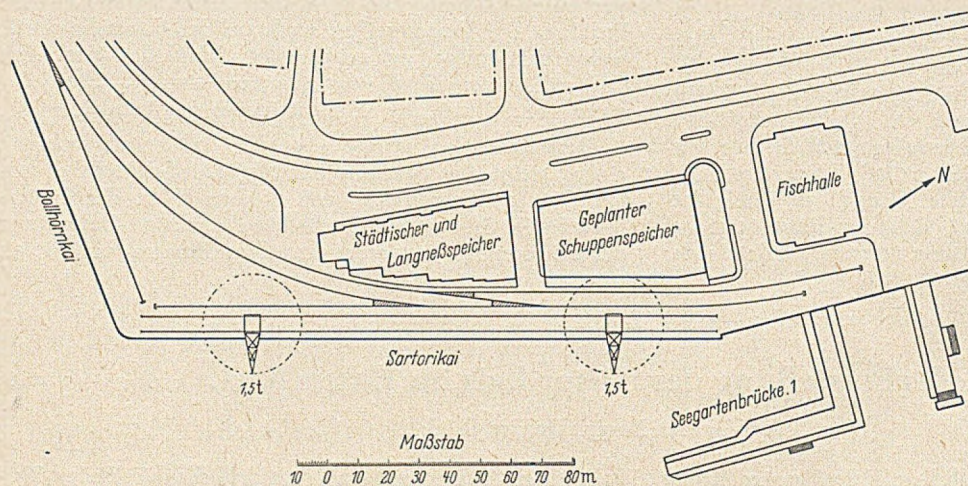 Bollhörnkai
Städtischer und
Langneßspeicher
Geplanter
Schuppenspeicher
Fischhalle
N
1,5t
1,5t
Sartorikai
Seegartenbrücke.1
Maßstab
10 0 10 20 30 40 50 60 70 80m